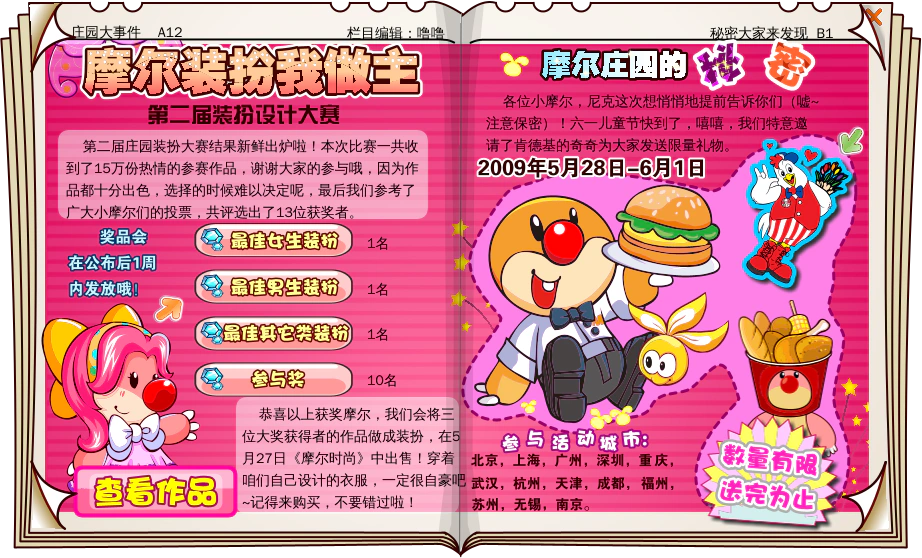 庄园大事件 A12
栏目编辑：噜噜
摩尔装扮我做主
第二届装扮设计大赛
第二届庄园装扮大赛结果新鲜出炉啦！本次比赛一共收
到了15万份热情的参赛作品，谢谢大家的参与哦，因为作
品都十分出色，选择的时候难以决定呢，最后我们参考了
广大小摩尔们的投票，共评选出了13位获奖者。
奖品会
在公布后1周
内发放哦！
最佳女生装扮 1名
最佳男生装扮 1名
最佳其它类装扮 1名
参与奖 10名
恭喜以上获奖摩尔，我们会将三
位大奖获得者的作品做成装扮，在5
月27日《摩尔时尚》中出售！穿着
咱们自己设计的衣服，一定很自豪吧
~记得来购买，不要错过啦！
查看作品
秘密大家来发现 B1
摩尔庄园的秘密
各位小摩尔，尼克这次想悄悄地提前告诉你们（嘘~
注意保密）！六一儿童节快到了，嘻嘻，我们特意邀
请了肯德基的奇奇为大家发送限量礼物。
2009年5月28日–6月1日
参与活动城市：
北京，上海，广州，深圳，重庆，
武汉，杭州，天津，成都，福州，
苏州，无锡，南京。
数量有限
送完为止